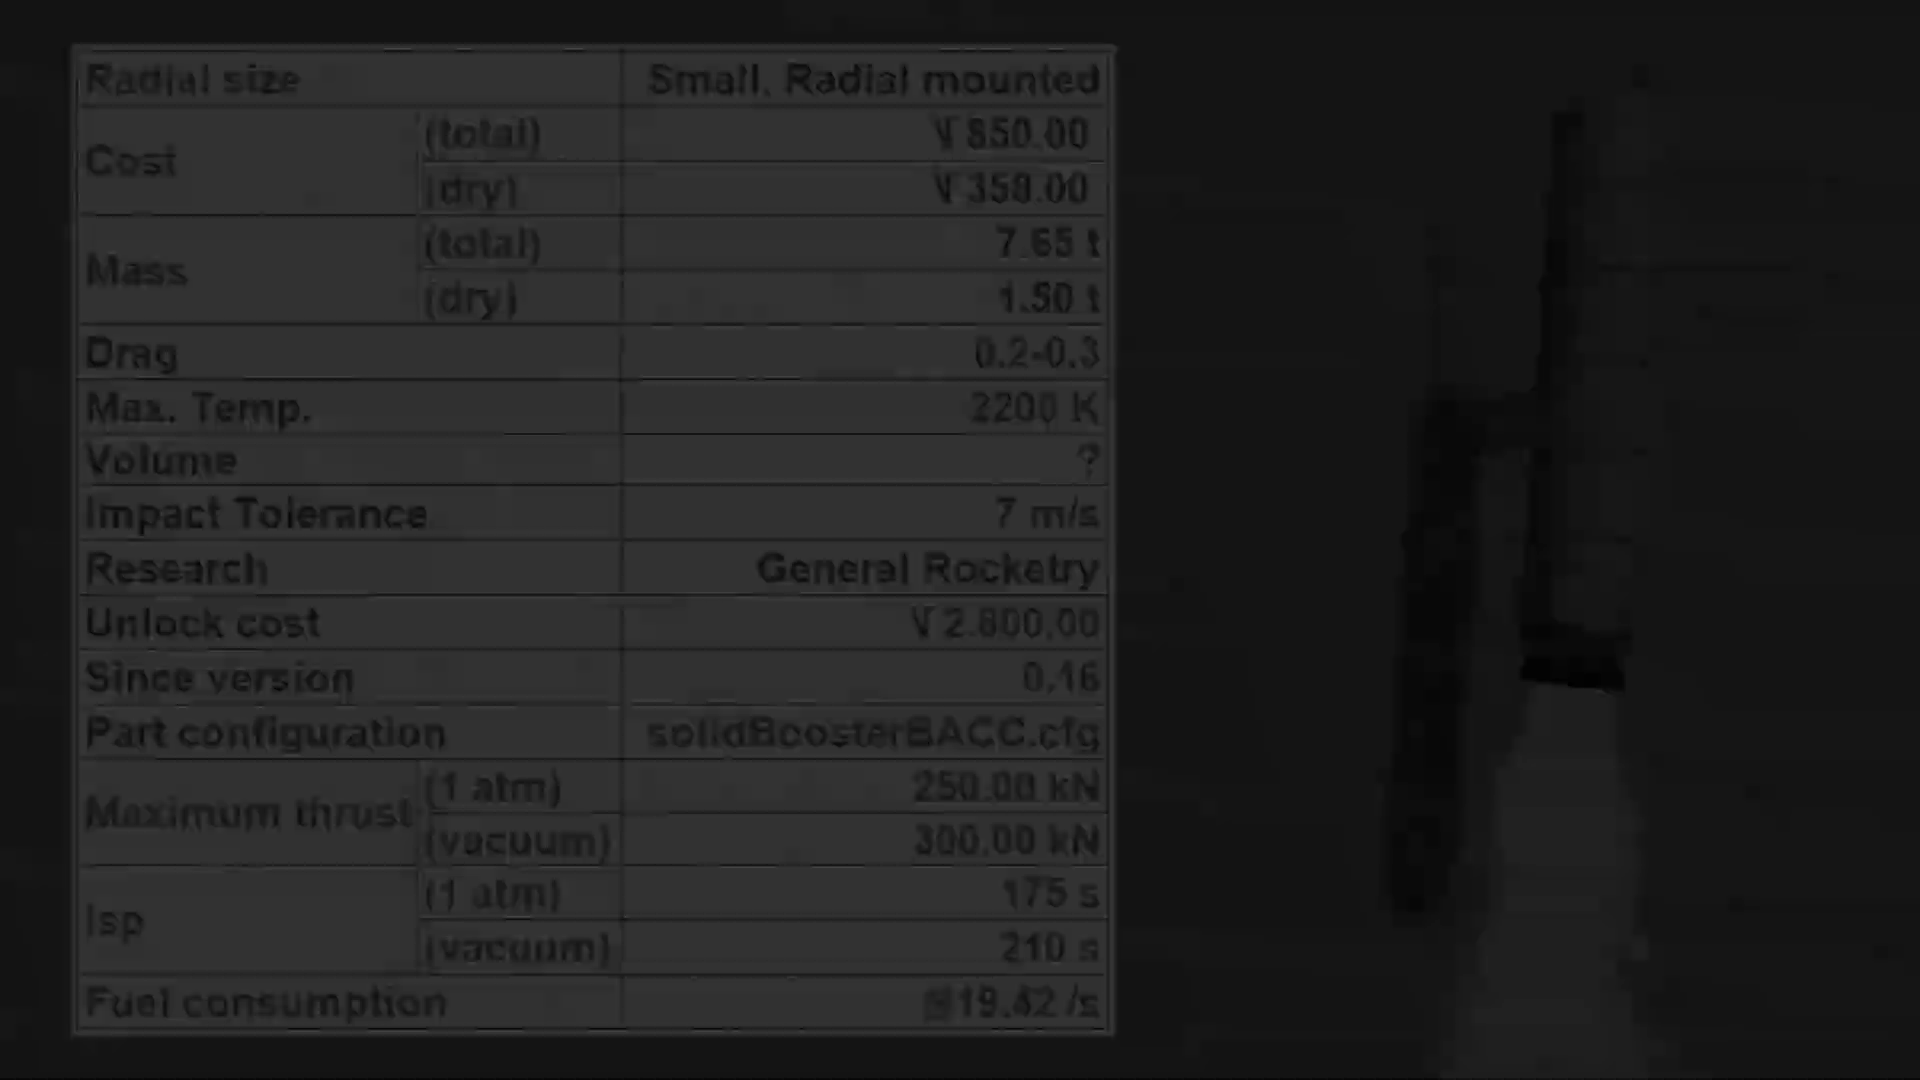 Radial size Small, Radial mounted
Cost (total) √850.00
(dry) √358.00
Mass (total) 7.65 t
(dry) 1.50 t
Drag 0.2-0.3
Max. Temp. 2200 K
Volume ?
Impact Tolerance 7 m/s
Research General Rocketry
Unlock cost √2,800.00
Since version 0.16
Part configuration solidBoosterBACC.cfg
Maximum thrust (1 atm) 250.00 kN
(vacuum) 300.00 kN
Isp (1 atm) 175 s
(vacuum) 210 s
Fuel consumption 19.42 /s